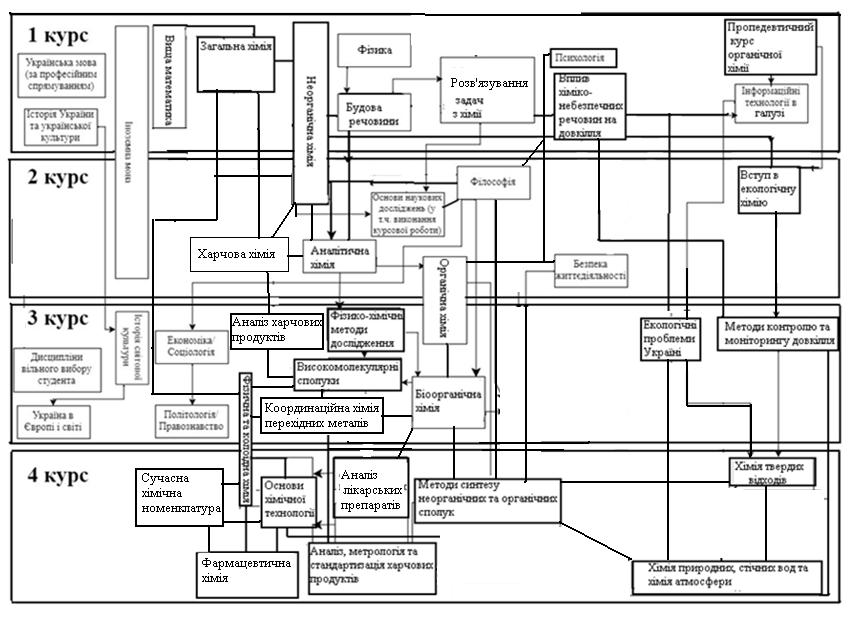 1 курс
Українська мова
(за професійним
спрямуванням)
Історія України
та української
культури
Іноземна мова
Вища математика
Загальна хімія
Неорганічна хімія
Фізика
Будова
речовини
Розв'язування
задач
з хімії
Психологія
Вплив
хіміко-
небезпечних
речовин на
довкілля
Пропедевтичний
курс
органічної
хімії
Інформаційні
технології в
галузі
2 курс
Філософія
Основи наукових
досліджень (у
т.ч. виконання
курсової роботи)
Вступ в
екологічну
хімію
Харчова хімія
Аналітична
хімія
Органічна хімія
Безпека
життєдіяльності
3 курс
Історія світової
культури
Дисципліни
вільного вибору
студента
Україна в
Європі і світі
Економіка/
Соціологія
Політологія/
Правознавство
Аналіз харчових
продуктів
Фізико-хімічні
методи
дослідження
Високомолекулярні
сполуки
Фізична та колоїдна хімія
Координаційна хімія
перехідних металів
Біоорганічна
хімія
Екологічні
проблеми
Україні
Методи контролю та
моніторингу довкілля
4 курс
Сучасна
хімічна
номенклатура
Основи
хімічної
технології
Аналіз
лікарських
препаратів
Методи синтезу
неорганічних та органічних
сполук
Хімія твердих
відходів
Фармацевтична
хімія
Аналіз, метрологія та
стандартизація харчових
продуктів
Хімія природних, стічних вод та
хімія атмосфери